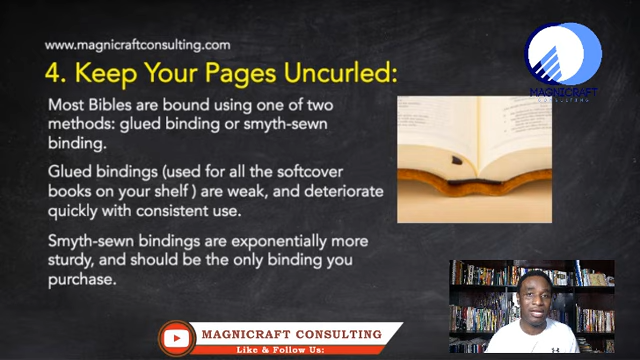 www.magnicraftconsulting.com
4. Keep Your Pages Uncurled:
Most Bibles are bound using one of two
methods: glued binding or smyth-sewn
binding.
Glued bindings (used for all the softcover
books on your shelf ) are weak, and deteriorate
quickly with consistent use.
Smyth-sewn bindings are exponentially more
sturdy, and should be the only binding you
purchase.
MAGNICRAFT
CONSULTING
MAGNICRAFT CONSULTING
Like & Follow Us: